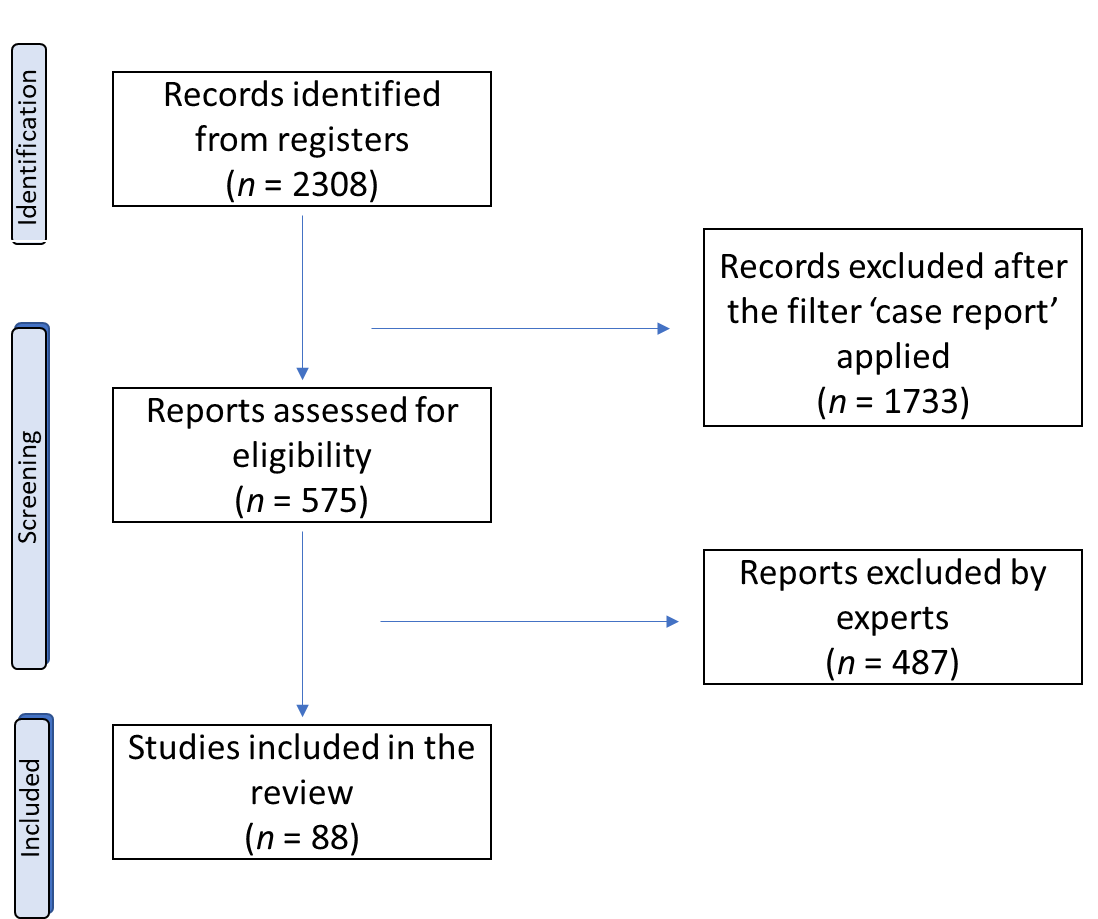 Identification
Records identified
from registers
(n = 2308)
Records excluded after
the filter ‘case report’
applied
(n = 1733)
Screening
Reports assessed for
eligibility
(n = 575)
Reports excluded by
experts
(n = 487)
Included
Studies included in the
review
(n = 88)